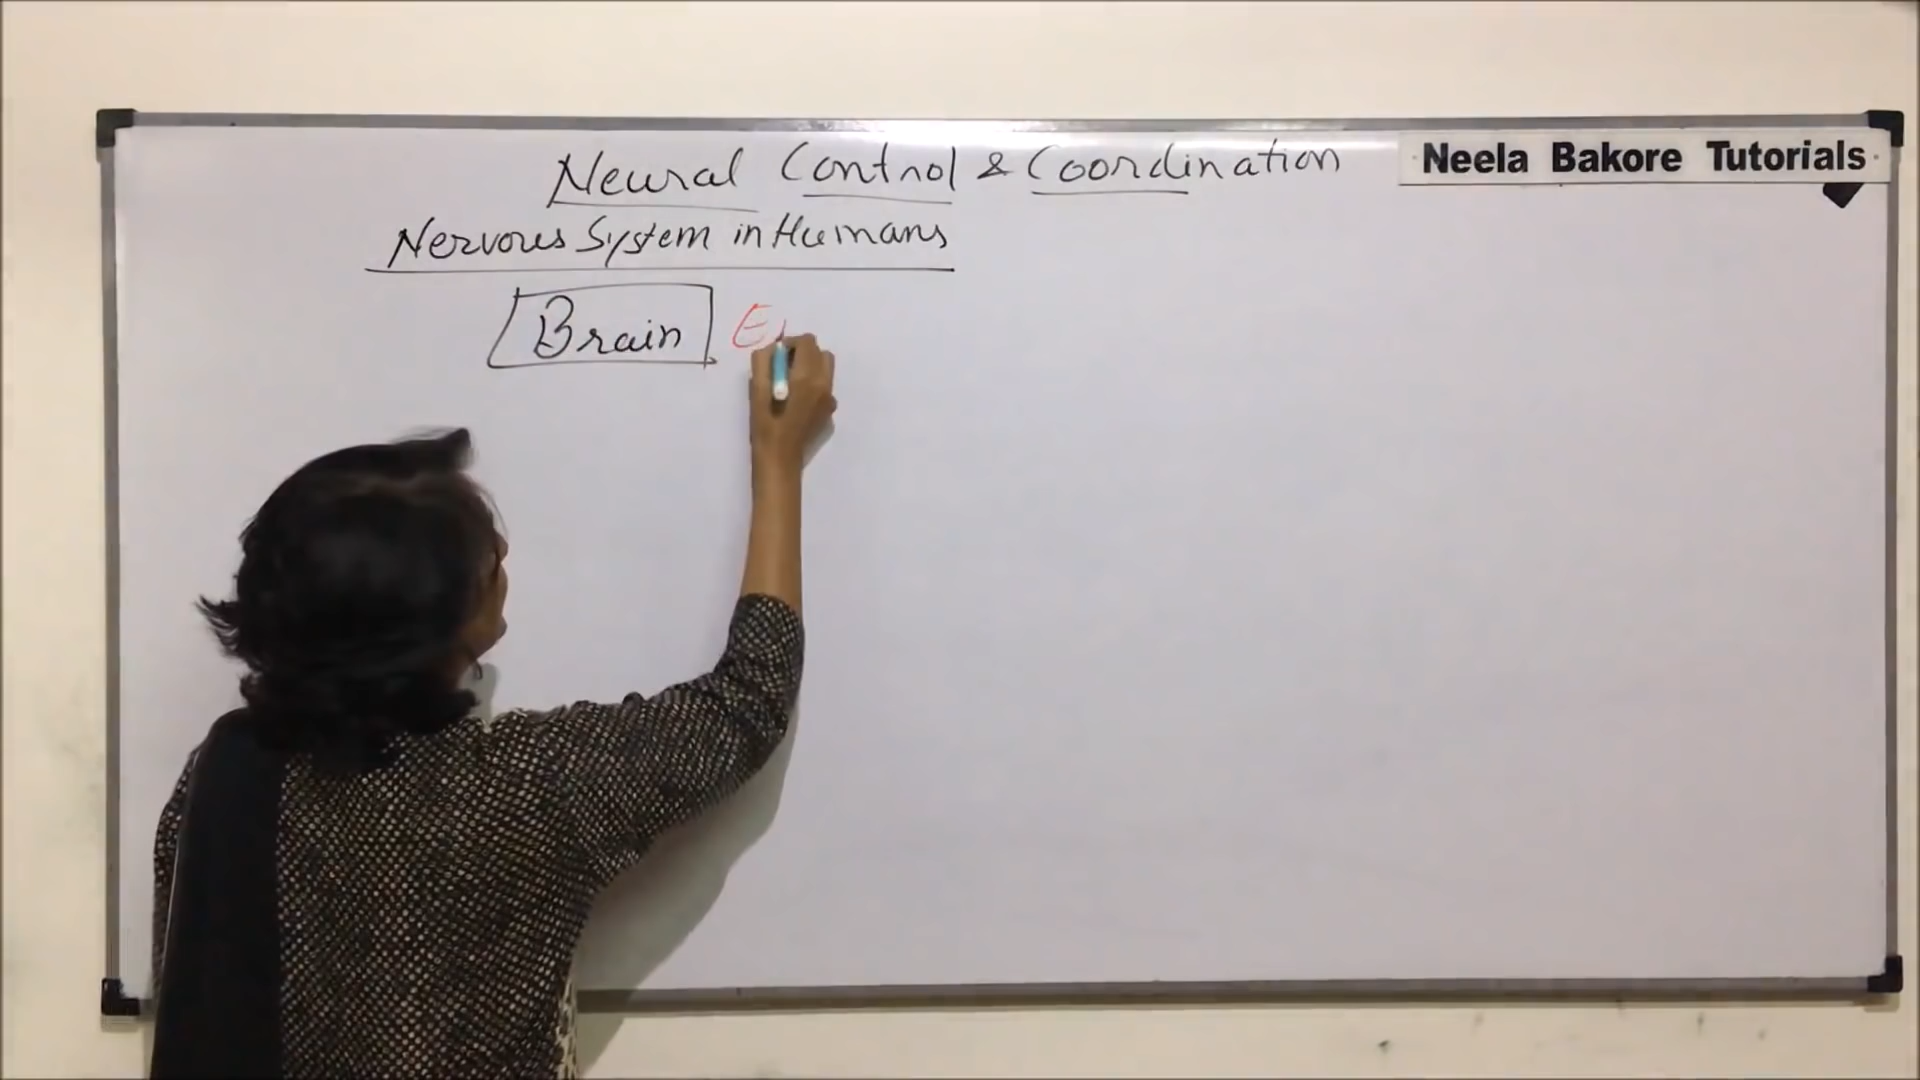 Neural Control & Coordination
Neela Bakore Tutorials
Nervous System in Humans
Brain